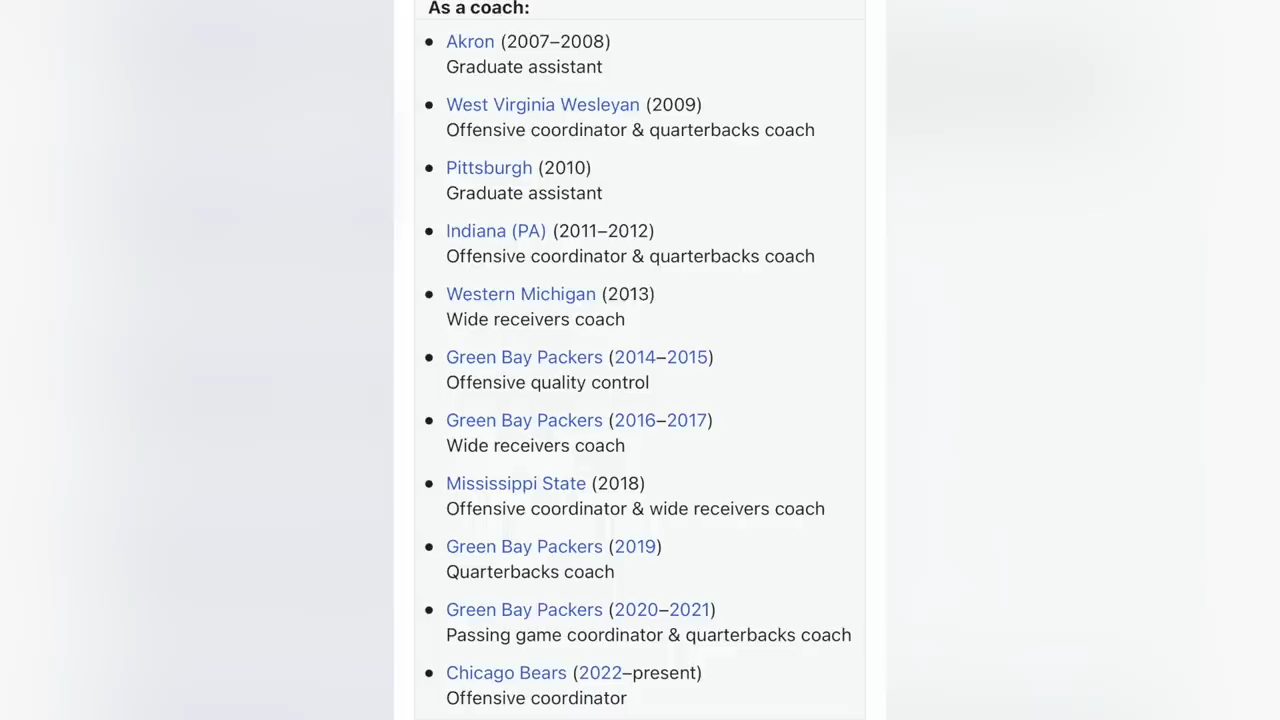 As a coach:
• Akron (2007–2008)
Graduate assistant
• West Virginia Wesleyan (2009)
Offensive coordinator & quarterbacks coach
• Pittsburgh (2010)
Graduate assistant
• Indiana (PA) (2011–2012)
Offensive coordinator & quarterbacks coach
• Western Michigan (2013)
Wide receivers coach
• Green Bay Packers (2014–2015)
Offensive quality control
• Green Bay Packers (2016–2017)
Wide receivers coach
• Mississippi State (2018)
Offensive coordinator & wide receivers coach
• Green Bay Packers (2019)
Quarterbacks coach
• Green Bay Packers (2020–2021)
Passing game coordinator & quarterbacks coach
• Chicago Bears (2022–present)
Offensive coordinator